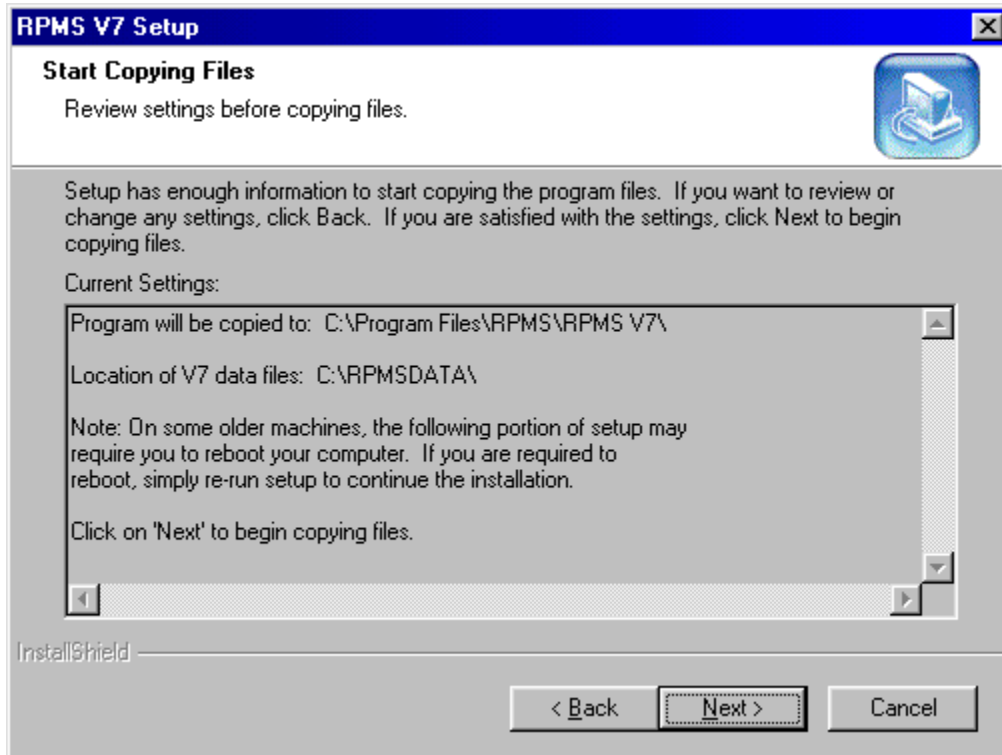 RPMS V7 Setup
Start Copying Files
Review settings before copying files.
Setup has enough information to start copying the program files.  If you want to review or
change any settings, click Back.  If you are satisfied with the settings, click Next to begin
copying files.
Current Settings:
Program will be copied to:  C:\Program Files\RPMS\RPMS V7\
Location of V7 data files:  C:\RPMSDATA\
Note: On some older machines, the following portion of setup may
require you to reboot your computer.  If you are required to
reboot, simply re-run setup to continue the installation.
Click on 'Next' to begin copying files.
InstallShield
< Back
Next >
Cancel